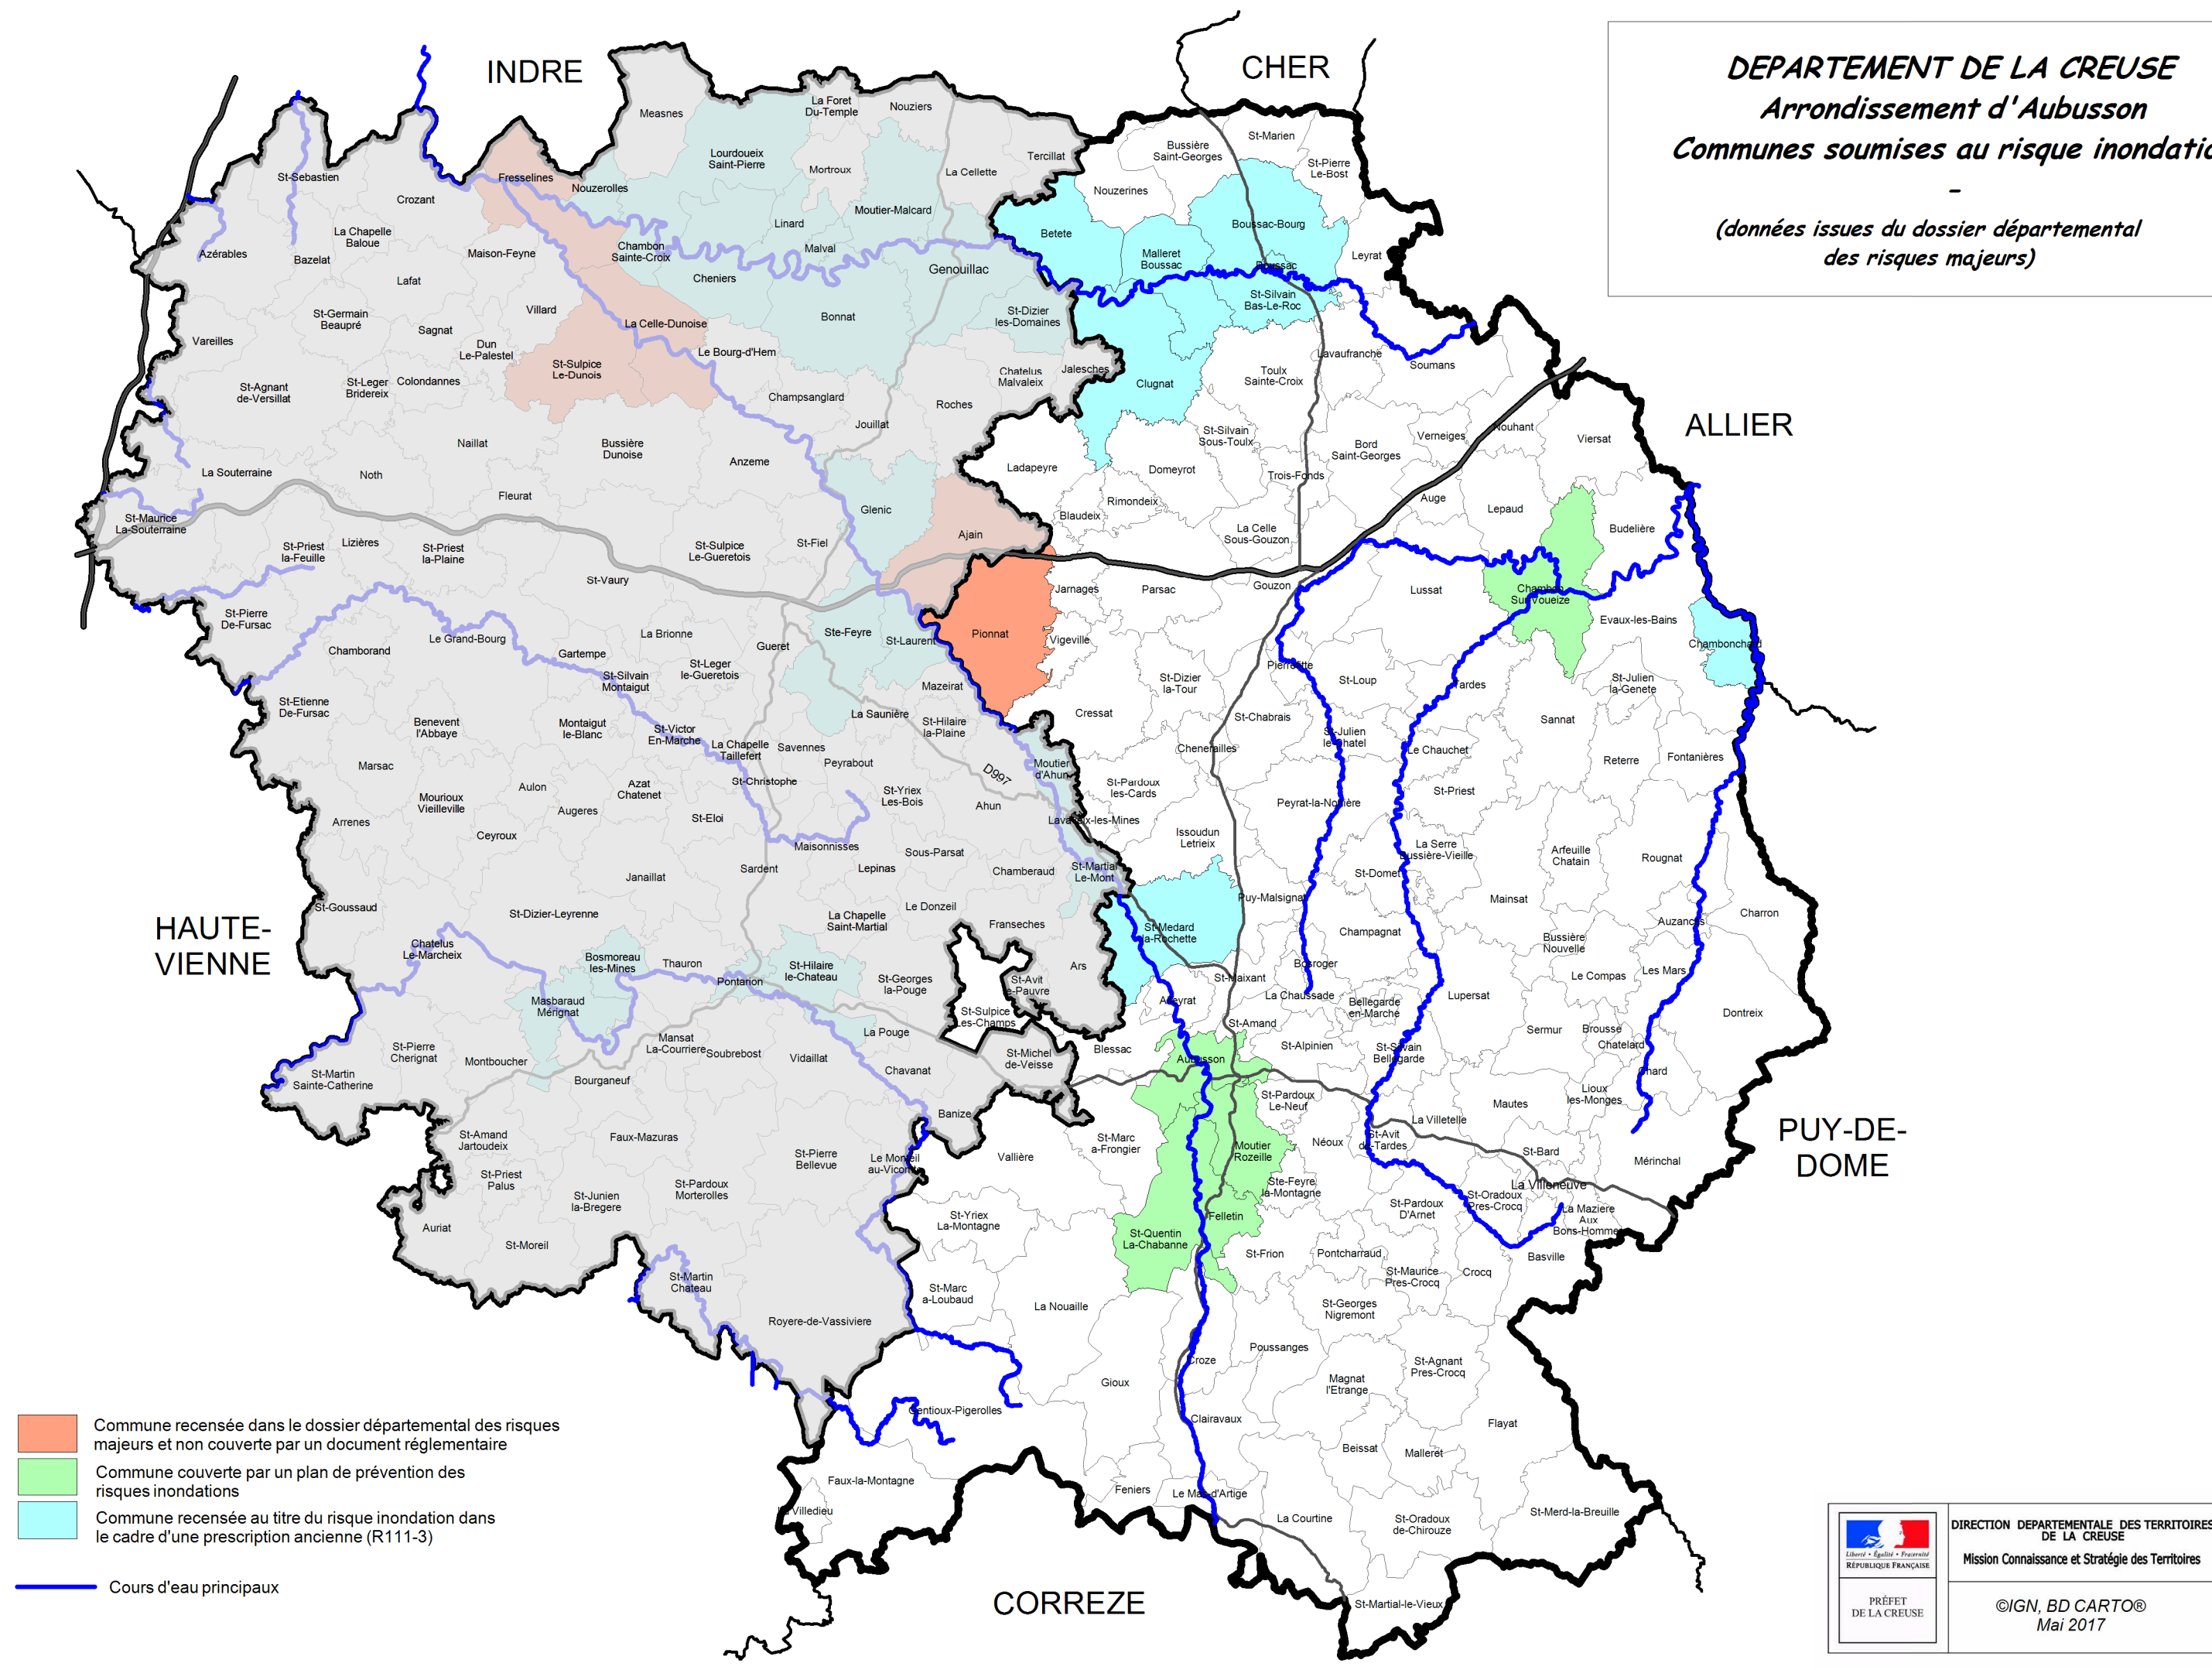 INDRE
CHER
ALLIER
PUY-DE-
DOME
CORREZE
HAUTE-
VIENNE
DEPARTEMENT DE LA CREUSE
Arrondissement d'Aubusson
Communes soumises au risque inondatio
-
(données issues du dossier départemental
des risques majeurs)
Measnes
La Foret
Du-Temple
Nouziers
Tercillat
Lourdoueix
Saint-Pierre
Mortroux
La Cellette
St-Sebastien
Fresselines
Nouzerolles
Crozant
Moutier-Malcard
Linard
Malval
La Chapelle
Baloue
Azérables
Bazelat
Maison-Feyne
Chambon
Sainte-Croix
Cheniers
Genouillac
Lafat
St-Germain
Beaupré
Sagnat
Villard
La Celle-Dunoise
Bonnat
St-Dizier
les-Domaines
Vareilles
Dun
Le-Palestel
St-Sulpice
Le-Dunois
Le Bourg-d'Hem
Chatelus
Malvaleix
Jalesches
St-Agnant
de-Versillat
St-Leger
Bridereix
Colondannes
Champsanglard
Roches
Jouillat
Naillat
Bussière
Dunoise
Anzeme
La Souterraine
Noth
Fleurat
Glenic
Ajain
St-Maurice
La-Souterraine
St-Priest
la-Feuille
Lizières
St-Priest
la-Plaine
St-Sulpice
Le-Gueretois
St-Fiel
St-Vaury
St-Pierre
De-Fursac
Le Grand-Bourg
La Brionne
Gueret
Ste-Feyre
St-Laurent
Chamborand
Gartempe
St-Silvain
Montaigut
St-Leger
le-Gueretois
Mazeirat
St-Etienne
De-Fursac
Benevent
l'Abbaye
Montaigut
le-Blanc
St-Victor
En-Marche
La Chapelle
Taillefert
Savennes
La Saunière
St-Hilaire
la-Plaine
Marsac
Peyrabout
St-Christophe
D997
Moutier
d'Ahun
Mourioux
Vieilleville
Aulon
Augeres
Azat
Chatenet
St-Yriex
Les-Bois
Ahun
Arrenes
Ceyroux
St-Eloi
Lavaveix-les-Mines
Maisonnisses
Sous-Parsat
Janaillat
Sardent
Lepinas
Chamberaud
St-Martial
Le-Mont
St-Goussaud
St-Dizier-Leyrenne
La Chapelle
Saint-Martial
Le Donzeil
Franseches
Chatelus
Le-Marcheix
Bosmoreau
les-Mines
Thauron
Pontarion
St-Hilaire
le-Chateau
St-Georges
la-Pouge
Ars
St-Avit
le-Pauvre
Masbaraud
Mérignat
St-Sulpice
Les-Champs
La Pouge
St-Pierre
Cherignat
Montboucher
Mansat
La-Courriere
Soubrebost
Vidaillat
Chavanat
St-Michel
de-Veisse
St-Martin
Sainte-Catherine
Bourganeuf
Banize
St-Amand
Jartoudeix
Faux-Mazuras
St-Pierre
Bellevue
Le Monteil
au-Vicomte
St-Priest
Palus
St-Junien
la-Bregere
St-Pardoux
Morterolles
Auriat
St-Moreil
St-Martin
Chateau
Royere-de-Vassiviere
Bussière
Saint-Georges
St-Marien
St-Pierre
Le-Bost
Nouzerines
Betete
Malleret
Boussac
Boussac-Bourg
Boussac
Leyrat
St-Silvain
Bas-Le-Roc
Lavaufranche
Soumans
Clugnat
Toulx
Sainte-Croix
St-Silvain
Sous-Toulx
Bord
Saint-Georges
Verneiges
Nouhant
Viersat
Ladapeyre
Domeyrot
Trois-Fonds
Auge
Lepaud
Budelière
Blaudeix
Rimondeix
La Celle
Sous-Gouzon
Jarnages
Parsac
Gouzon
Lussat
Chambon
Sur-Voueize
Evaux-les-Bains
Chambonchard
Pionnat
Vigeville
Pierrefitte
St-Loup
Tardes
St-Julien
la-Genete
St-Dizier
la-Tour
Cressat
St-Chabrais
Sannat
St-Julien
le-Chatel
Le Chauchet
Chenerailles
Reterre
Fontanières
St-Pardoux
les-Cards
Peyrat-la-Nonière
St-Priest
Issoudun
Letrieix
La Serre
Bussière-Vieille
Arfeuille
Chatain
Rougnat
St-Domet
Puy-Malsignat
Mainsat
Auzances
Charron
St-Medard
la-Rochette
Champagnat
Bussière
Nouvelle
Bosroger
Le Compas
Les Mars
St-Maixant
Alleyrat
La Chaussade
Bellegarde
en-Marche
Lupersat
Dontreix
St-Amand
Sermur
Brousse
Chatelard
Blessac
Aubusson
St-Alpinien
St-Silvain
Bellegarde
Chard
St-Pardoux
Le-Neuf
Lioux
les-Monges
Mautes
La Villetelle
St-Marc
a-Frongier
Moutier
Rozeille
Néoux
St-Avit
de-Tardes
St-Bard
Mérinchal
Vallière
Ste-Feyre
la-Montagne
La Villeneuve
St-Oradoux
Pres-Crocq
St-Pardoux
D'Arnet
La Maziere
Aux
Bons-Hommes
St-Yriex
La-Montagne
Felletin
St-Quentin
La-Chabanne
St-Frion
Pontcharraud
Basville
St-Maurice
Pres-Crocq
Crocq
St-Marc
a-Loubaud
La Nouaille
St-Georges
Nigremont
Poussanges
Croze
St-Agnant
Pres-Crocq
Gioux
Magnat
l'Etrange
Gentioux-Pigerolles
Clairavaux
Flayat
Beissat
Malleret
Faux-la-Montagne
Feniers
Le Mas-d'Artige
La Villedieu
La Courtine
St-Oradoux
de-Chirouze
St-Merd-la-Breuille
St-Martial-le-Vieux
Commune recensée dans le dossier départemental des risques
majeurs et non couverte par un document réglementaire
Commune couverte par un plan de prévention des
risques inondations
Commune recensée au titre du risque inondation dans
le cadre d'une prescription ancienne (R111-3)
Cours d'eau principaux
Liberté • Égalité • Fraternité
RÉPUBLIQUE FRANÇAISE
PRÉFET
DE LA CREUSE
DIRECTION DEPARTEMENTALE DES TERRITOIRES
DE LA CREUSE
Mission Connaissance et Stratégie des Territoires
©IGN, BD CARTO®
Mai 2017